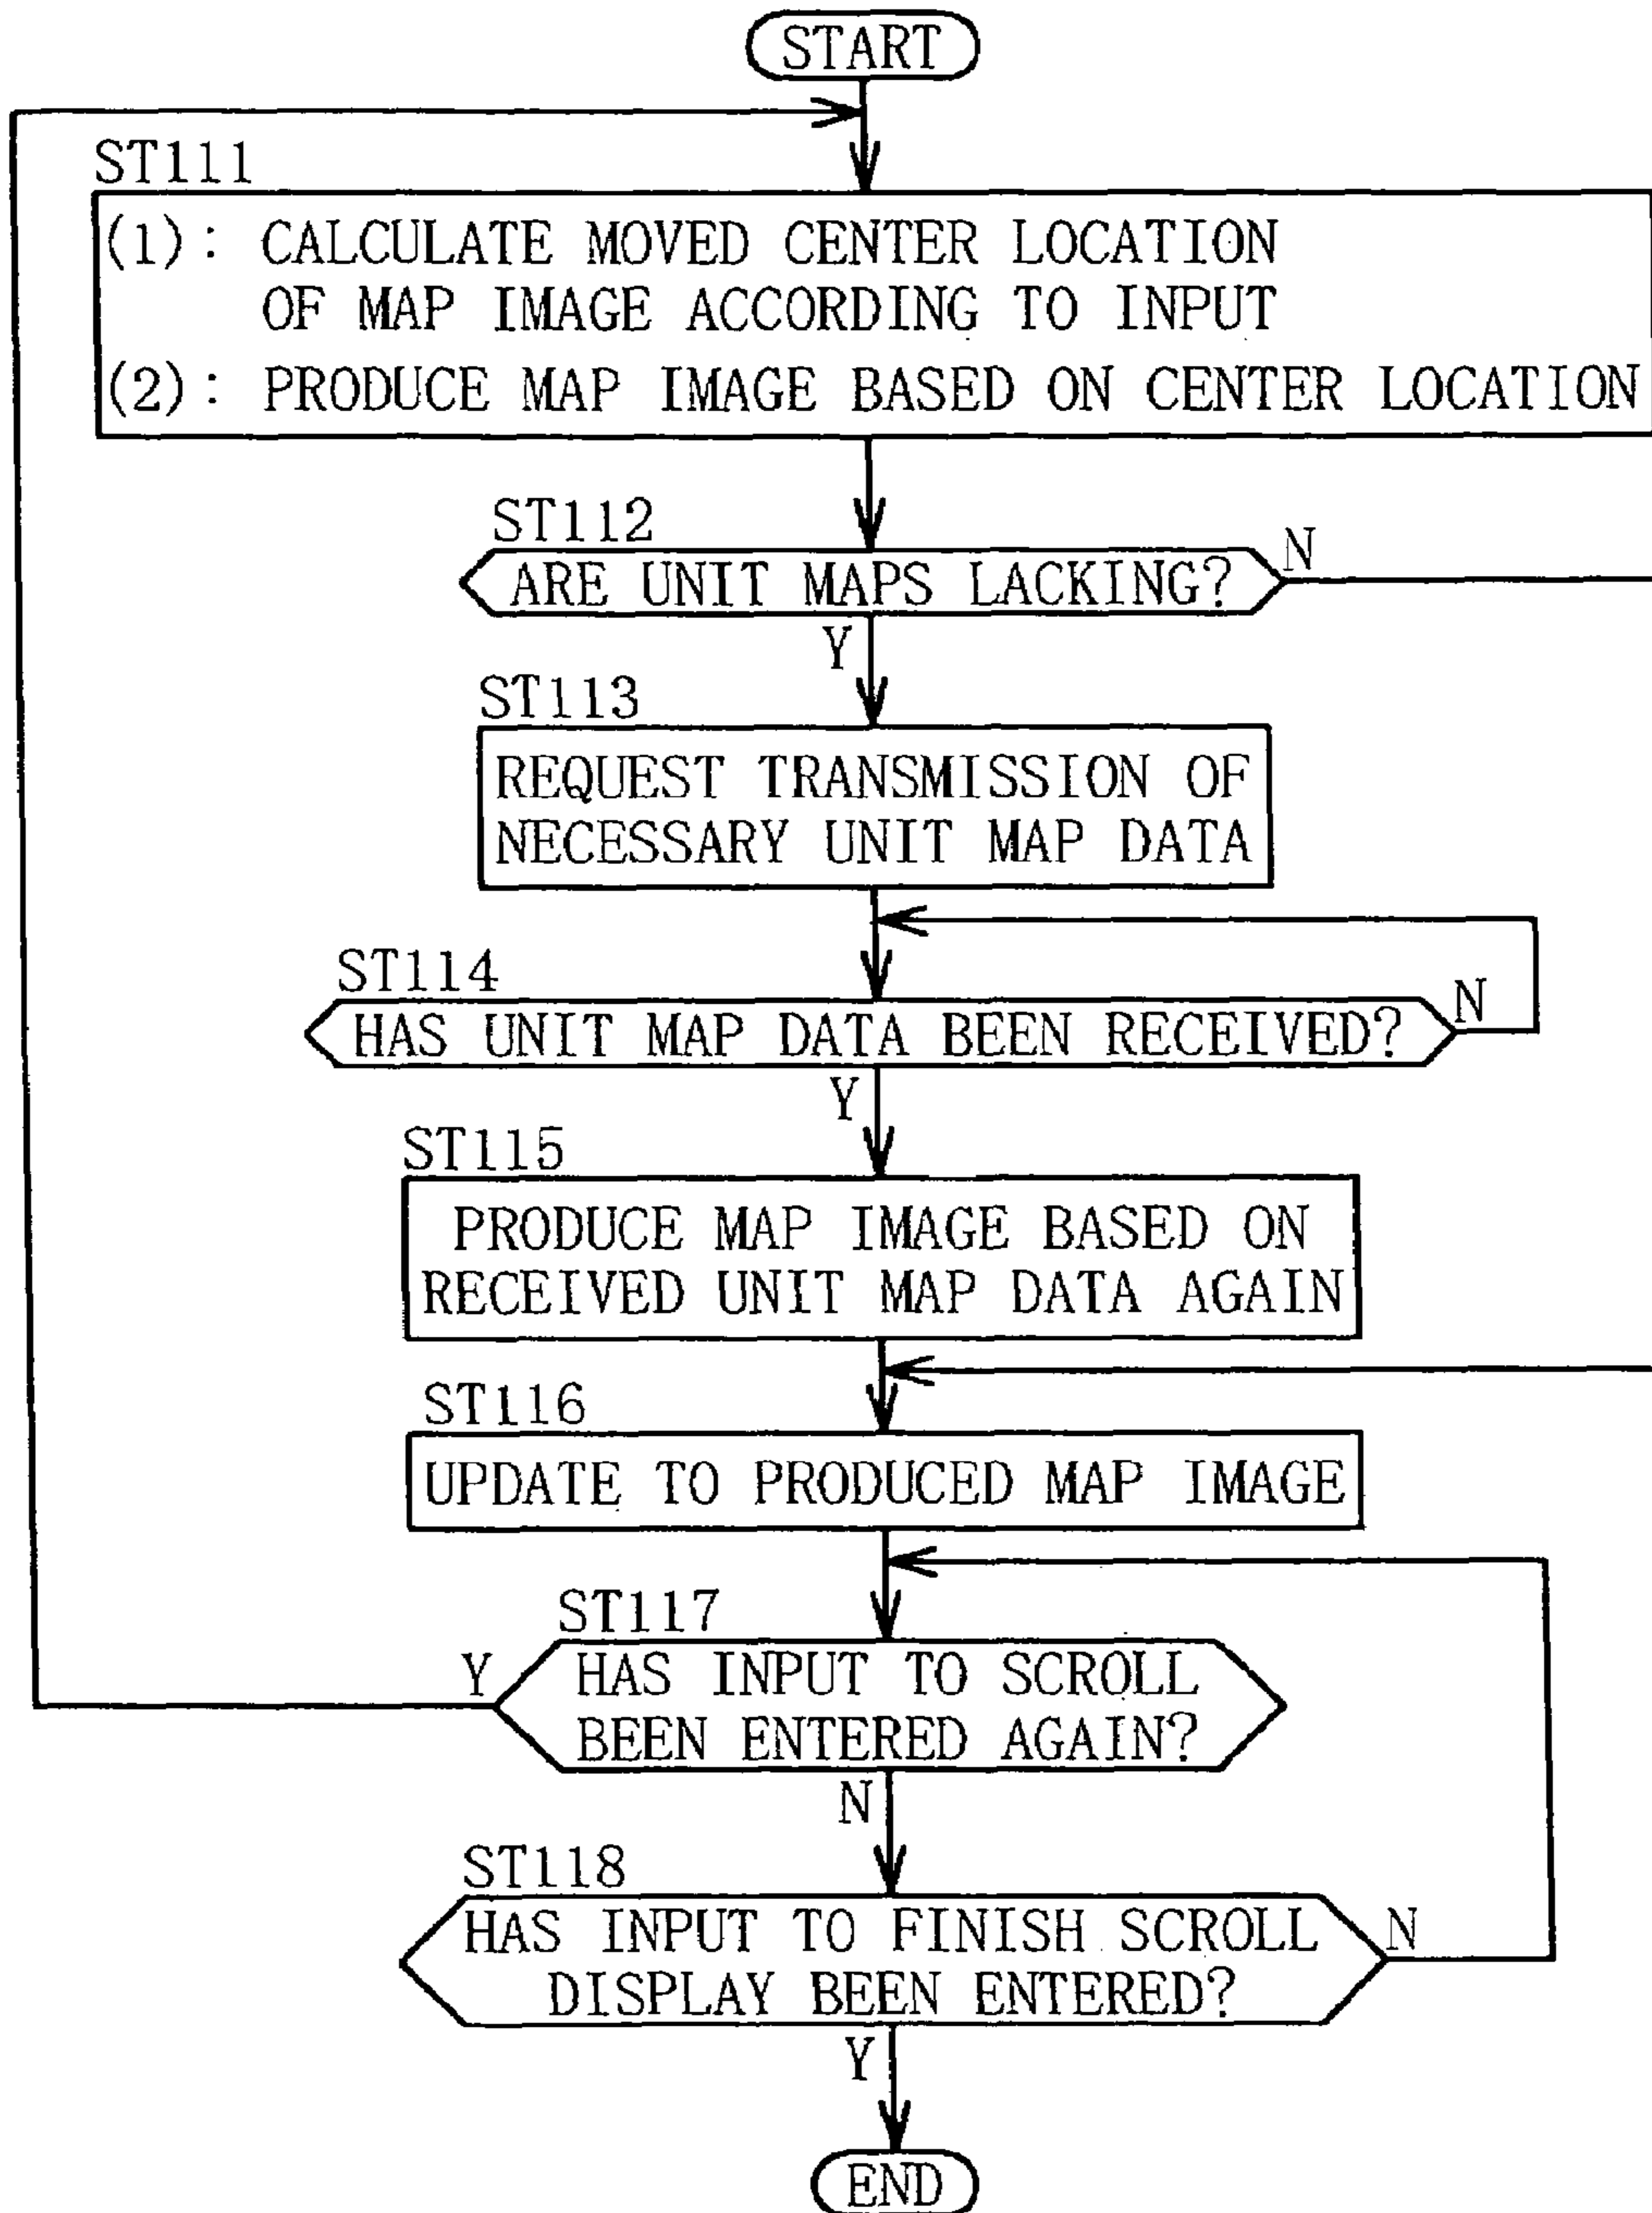 START
ST111
(1): CALCULATE MOVED CENTER LOCATION
OF MAP IMAGE ACCORDING TO INPUT
(2): PRODUCE MAP IMAGE BASED ON CENTER LOCATION
ST112
ARE UNIT MAPS LACKING?
N
Y
ST113
REQUEST TRANSMISSION OF
NECESSARY UNIT MAP DATA
ST114
HAS UNIT MAP DATA BEEN RECEIVED?
N
Y
ST115
PRODUCE MAP IMAGE BASED ON
RECEIVED UNIT MAP DATA AGAIN
ST116
UPDATE TO PRODUCED MAP IMAGE
ST117
Y
HAS INPUT TO SCROLL
BEEN ENTERED AGAIN?
N
ST118
HAS INPUT TO FINISH SCROLL
DISPLAY BEEN ENTERED?
N
Y
END